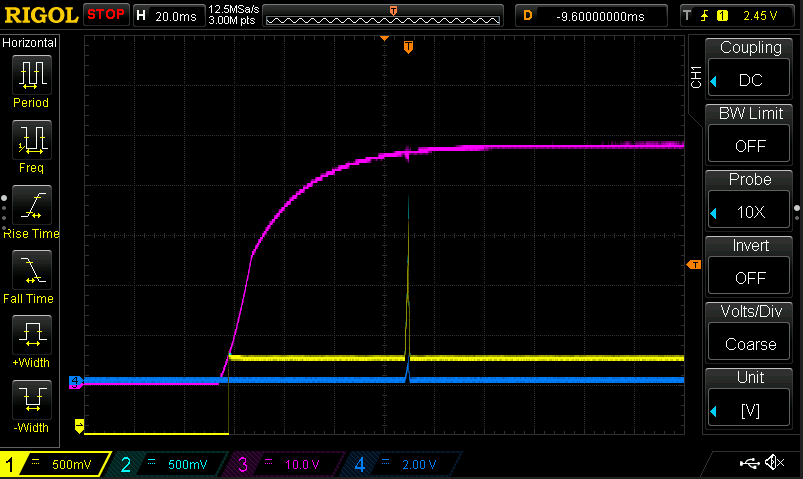 RIGOL STOP H 20.0ms 12.5MSa/s D -9.60000000ms T 1 2.45 V
3.00M pts
T
Horizontal
Period
Freq
Rise Time
Fall Time
+Width
-Width
T
T
4
CH1
Coupling
DC
BW Limit
OFF
Probe
10X
Invert
OFF
Volts/Div
Coarse
Unit
[V]
1 500mV 2 500mV 3 10.0 V 4 2.00 V